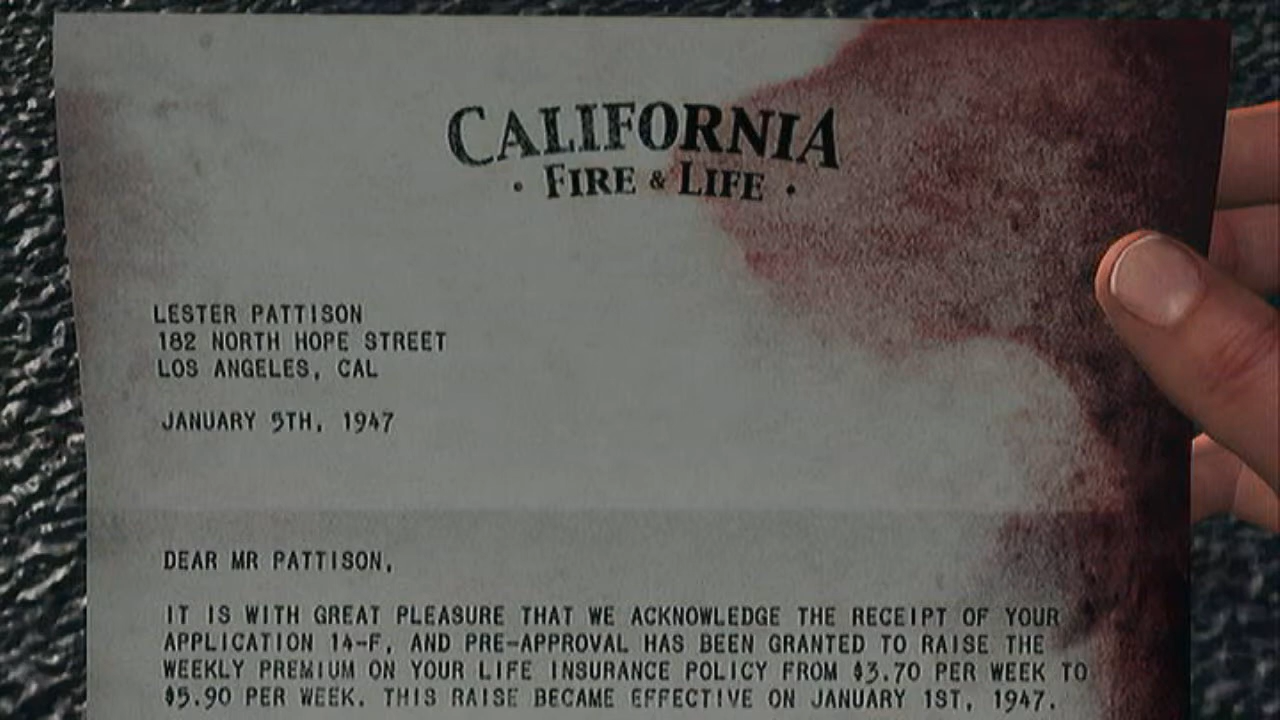 CALIFORNIA
· FIRE & LIFE ·
LESTER PATTISON
182 NORTH HOPE STREET
LOS ANGELES, CAL
JANUARY 5TH, 1947
DEAR MR PATTISON,
IT IS WITH GREAT PLEASURE THAT WE ACKNOWLEDGE THE RECEIPT OF YOUR
APPLICATION 14-F, AND PRE-APPROVAL HAS BEEN GRANTED TO RAISE THE
WEEKLY PREMIUM ON YOUR LIFE INSURANCE POLICY FROM $3.70 PER WEEK TO
$5.90 PER WEEK. THIS RAISE BECAME EFFECTIVE ON JANUARY 1ST, 1947.